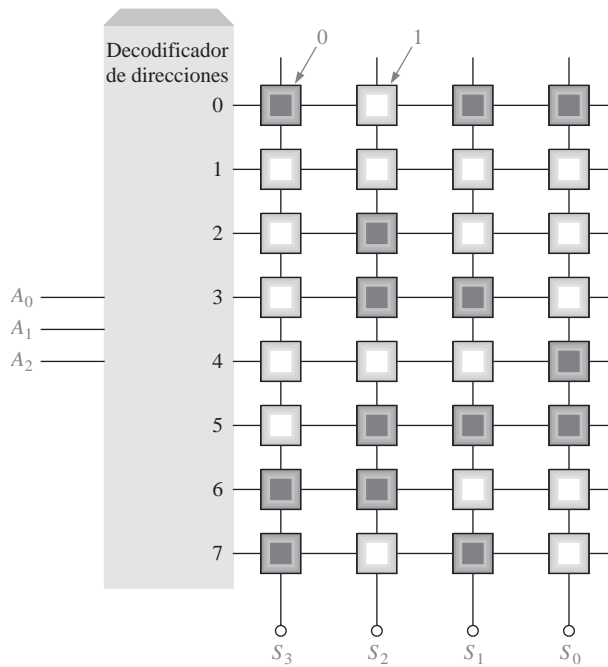 0 1
Decodificador
de direcciones
0
1
2
A₀ 3
A₁
A₂ 4
5
6
7
S₃ S₂ S₁ S₀